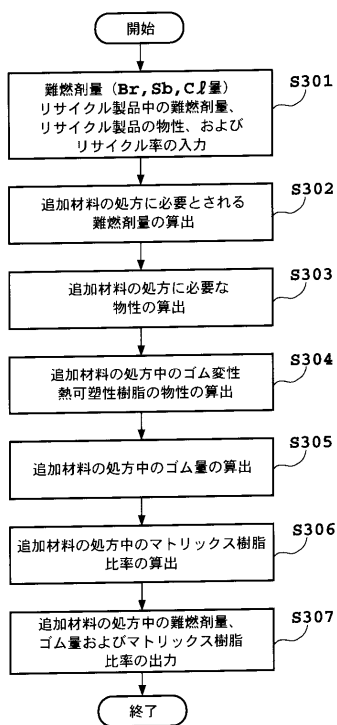 開始
S301
難燃剤量（Br,Sb,Cℓ量）
リサイクル製品中の難燃剤量、
リサイクル製品の物性、および
リサイクル率の入力
S302
追加材料の処方に必要とされる
難燃剤量の算出
S303
追加材料の処方に必要な
物性の算出
S304
追加材料の処方中のゴム変性
熱可塑性樹脂の物性の算出
S305
追加材料の処方中のゴム量の算出
S306
追加材料の処方中のマトリックス樹脂
比率の算出
S307
追加材料の処方中の難燃剤量、
ゴム量およびマトリックス樹脂
比率の出力
終了